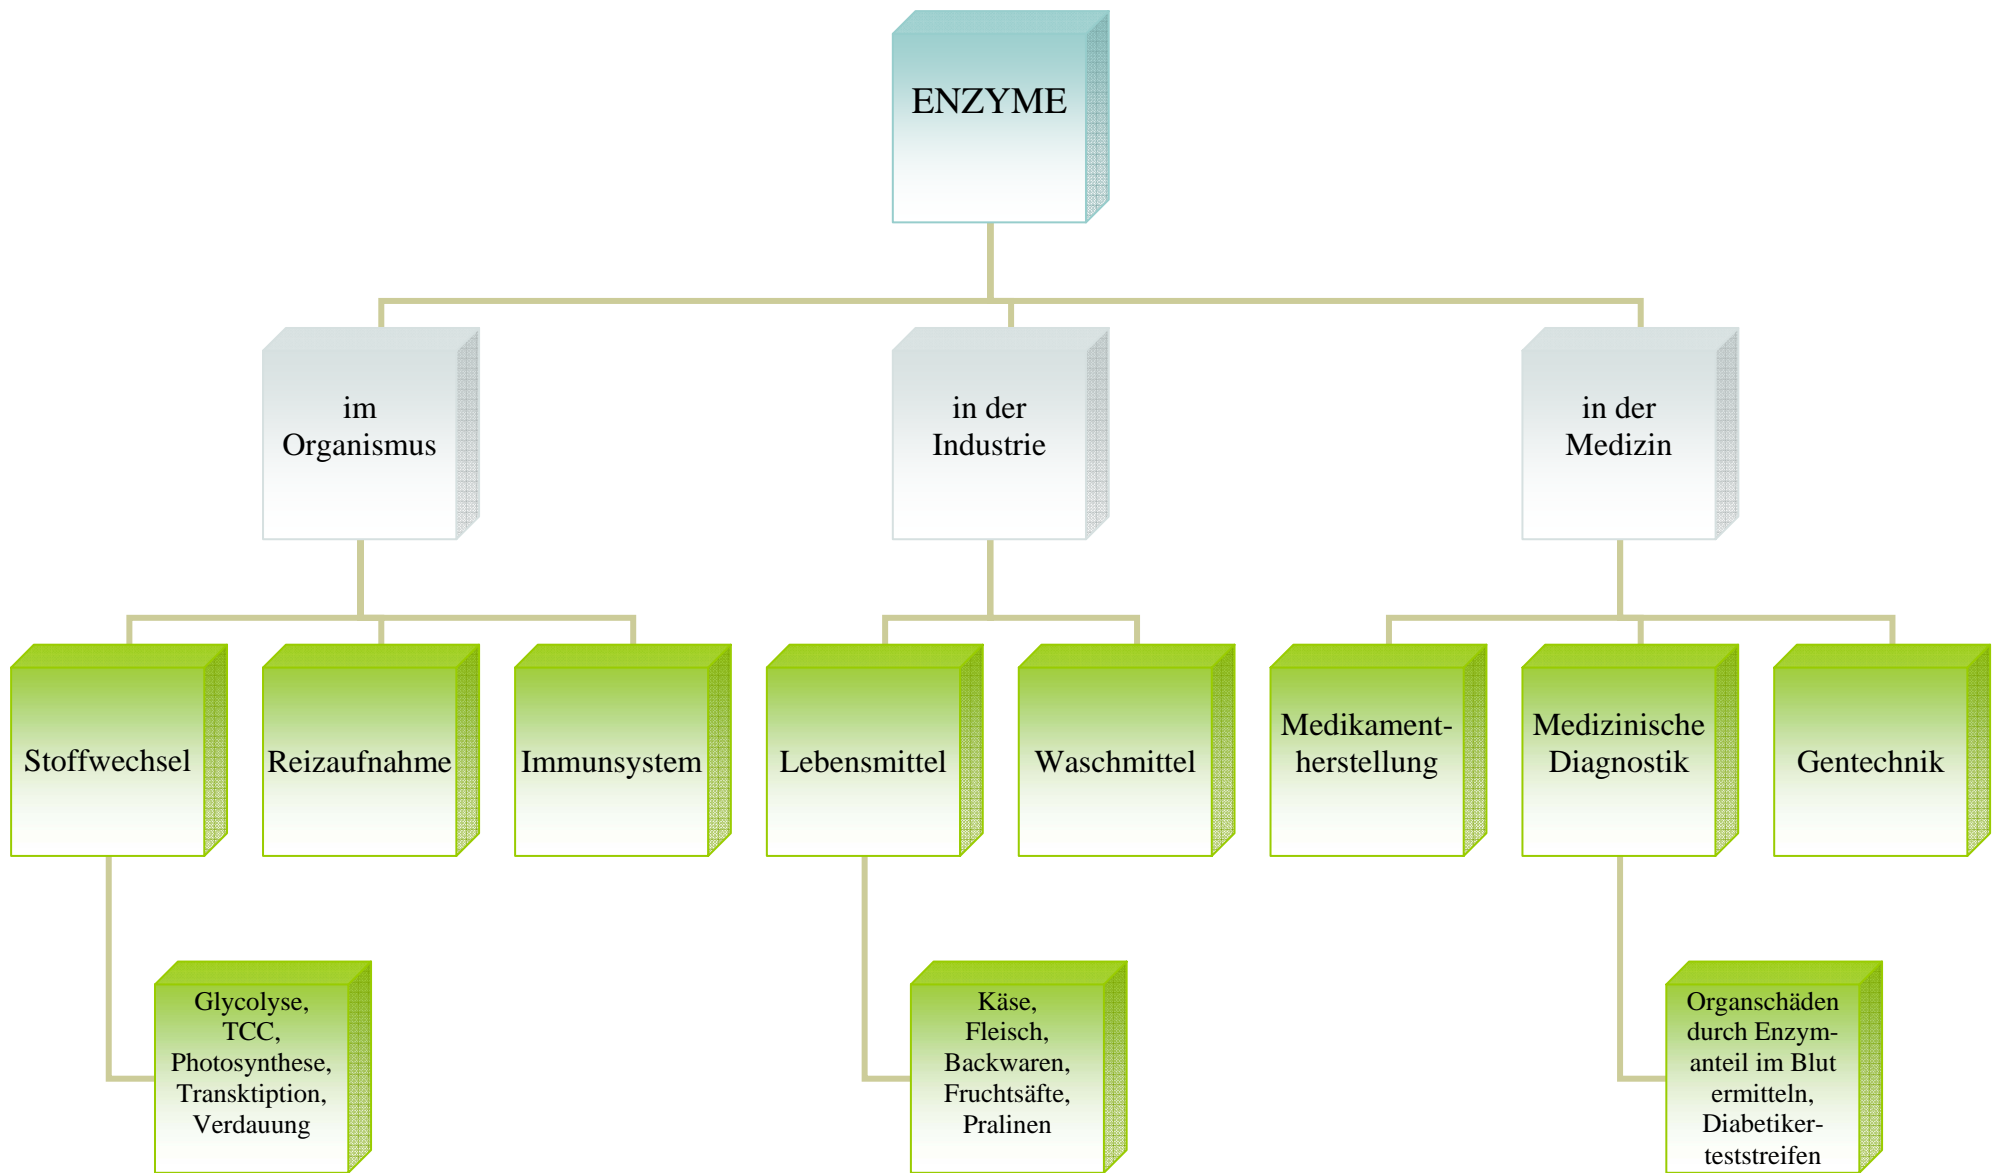 ENZYME
im
Organismus
in der
Industrie
in der
Medizin
Stoffwechsel
Reizaufnahme
Immunsystem
Lebensmittel
Waschmittel
Medikament-
herstellung
Medizinische
Diagnostik
Gentechnik
Glycolyse,
TCC,
Photosynthese,
Transktiption,
Verdauung
Käse,
Fleisch,
Backwaren,
Fruchtsäfte,
Pralinen
Organschäden
durch Enzym-
anteil im Blut
ermitteln,
Diabetiker-
teststreifen